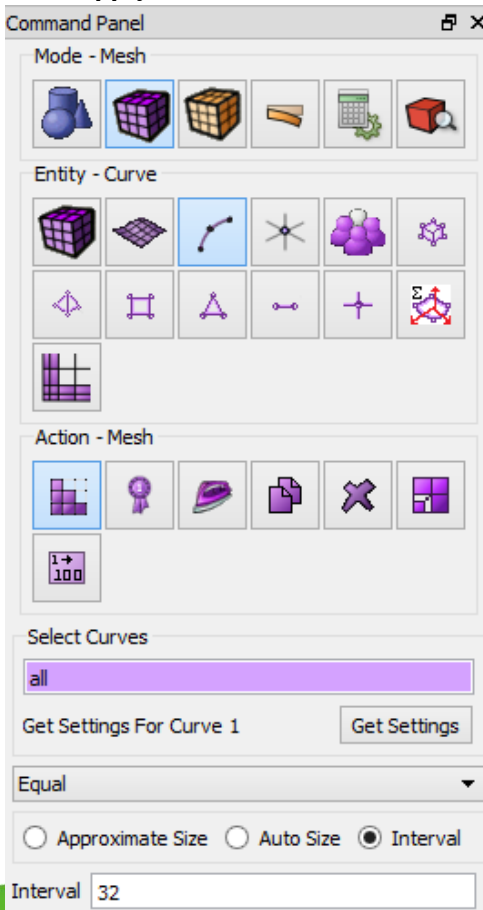 Command Panel
Mode - Mesh
Entity - Curve
Σ
Action - Mesh
1→
100
Select Curves
all
Get Settings For Curve 1 Get Settings
Equal
Approximate Size Auto Size Interval
Interval 32